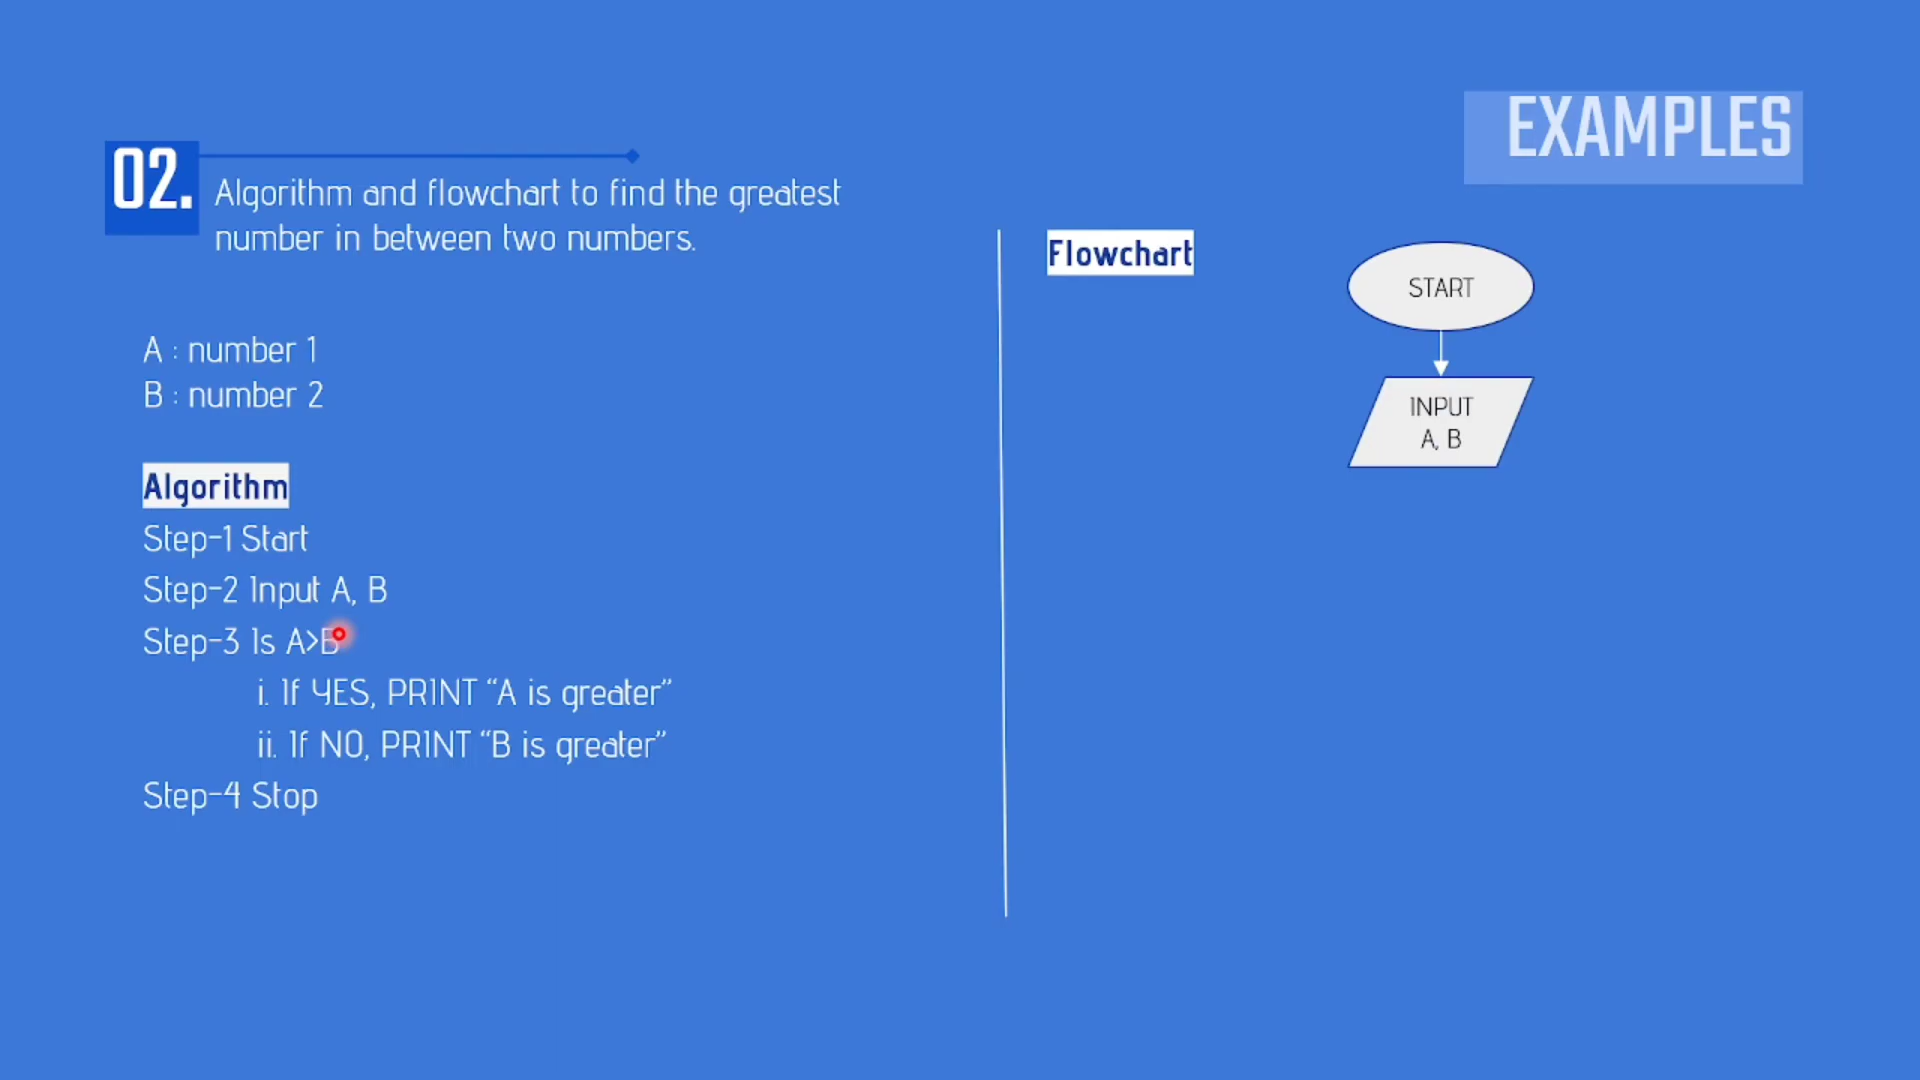 EXAMPLES
02.
Algorithm and flowchart to find the greatest
number in between two numbers.
A : number 1
B : number 2
Algorithm
Step-1 Start
Step-2 Input A, B
Step-3 Is A>B
i. If YES, PRINT “A is greater”
ii. If NO, PRINT “B is greater”
Step-4 Stop
Flowchart
START
INPUT
A, B